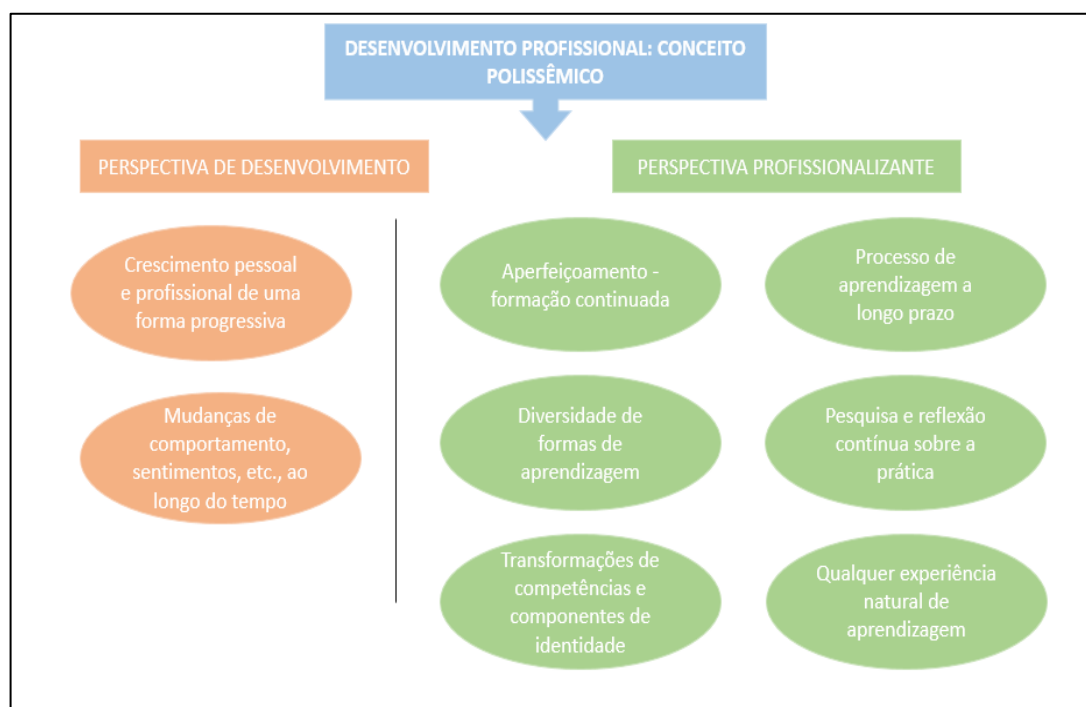 DESENVOLVIMENTO PROFISSIONAL: CONCEITO
POLISSÊMICO
PERSPECTIVA DE DESENVOLVIMENTO
Crescimento pessoal
e profissional de uma
forma progressiva
Mudanças de
comportamento,
sentimentos, etc., ao
longo do tempo
PERSPECTIVA PROFISSIONALIZANTE
Aperfeiçoamento -
formação continuada
Processo de
aprendizagem a
longo prazo
Diversidade de
formas de
aprendizagem
Pesquisa e reflexão
contínua sobre a
prática
Transformações de
competências e
componentes de
identidade
Qualquer experiência
natural de
aprendizagem